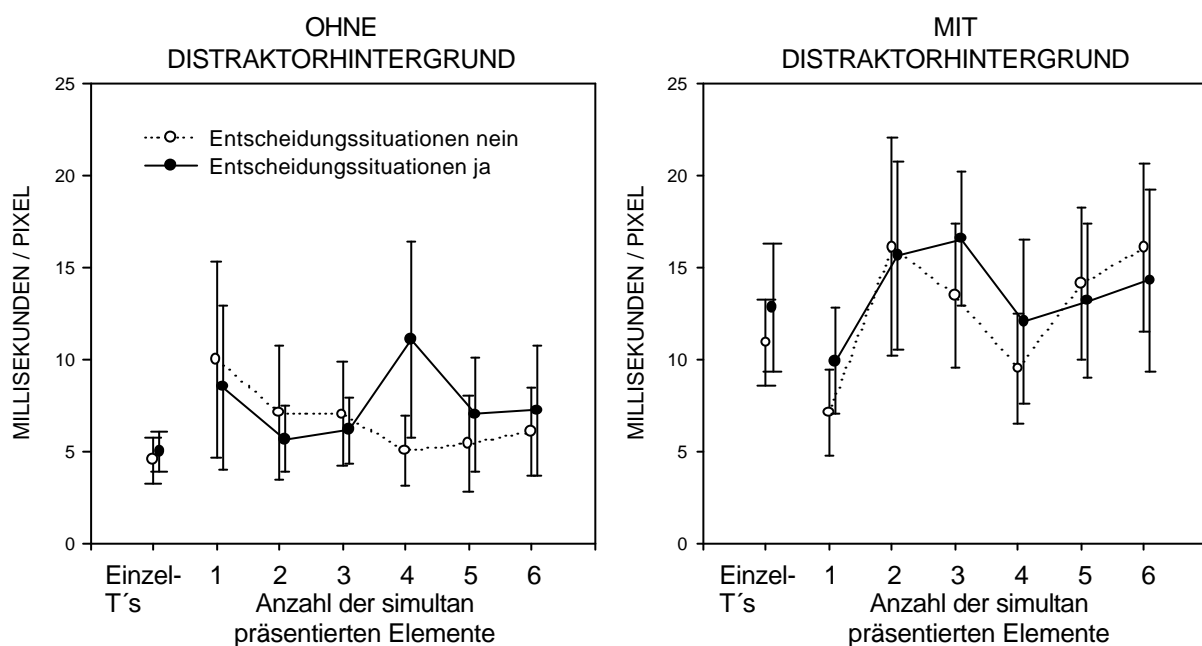 OHNE
DISTRAKTORHINTERGRUND
25
20
15
10
5
0
MILLISEKUNDEN / PIXEL
Entscheidungssituationen nein
Entscheidungssituationen ja
Einzel-
T´s
1 2 3 4 5 6
Anzahl der simultan
präsentierten Elemente
MIT
DISTRAKTORHINTERGRUND
25
20
15
10
5
0
MILLISEKUNDEN / PIXEL
Einzel-
T´s
1 2 3 4 5 6
Anzahl der simultan
präsentierten Elemente